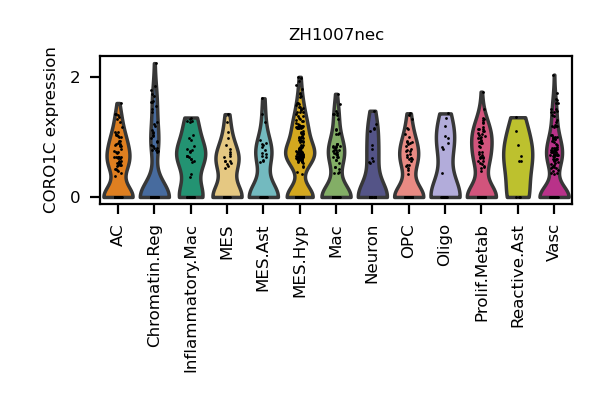 ZH1007nec
CORO1C expression
2
0
AC
Chromatin.Reg
Inflammatory.Mac
MES
MES.Ast
MES.Hyp
Mac
Neuron
OPC
Oligo
Prolif.Metab
Reactive.Ast
Vasc